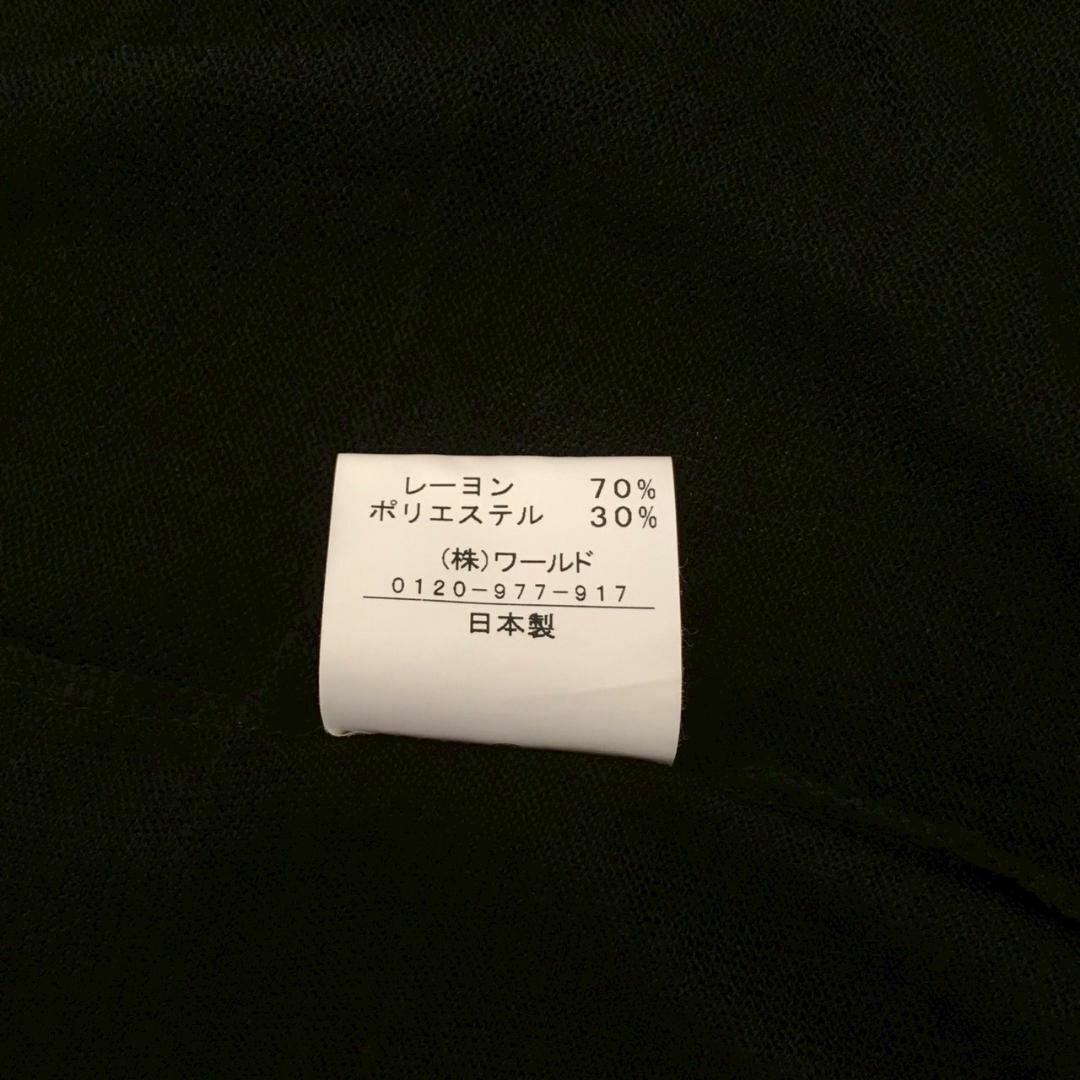 レーヨン 70%
ポリエステル 30%
(株)ワールド
0120-977-917
日本製